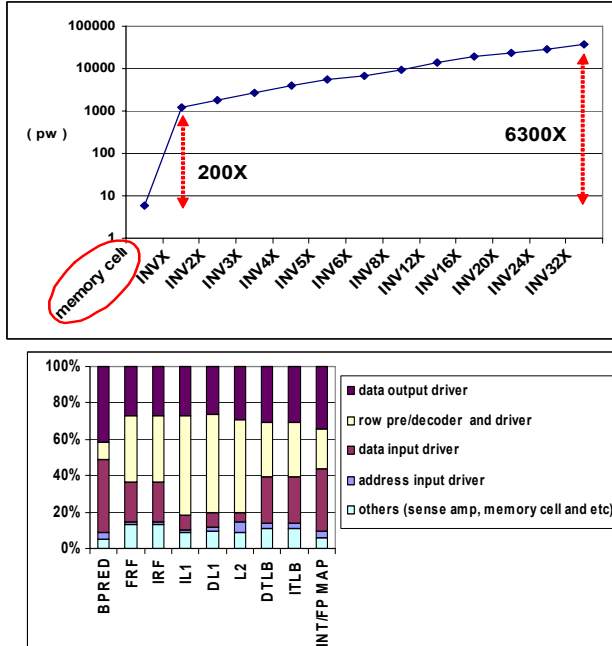 100000
10000
1000
( pw )
100
10
1
200X
6300X
memory cell
INVX
INV2X
INV3X
INV4X
INV5X
INV6X
INV8X
INV12X
INV16X
INV20X
INV24X
INV32X
100%
80%
60%
40%
20%
0%
BPRED
FRF
IRF
IL1
DL1
L2
DTLB
ITLB
INT/FP MAP
data output driver
row pre/decoder and driver
data input driver
address input driver
others (sense amp, memory cell and etc)